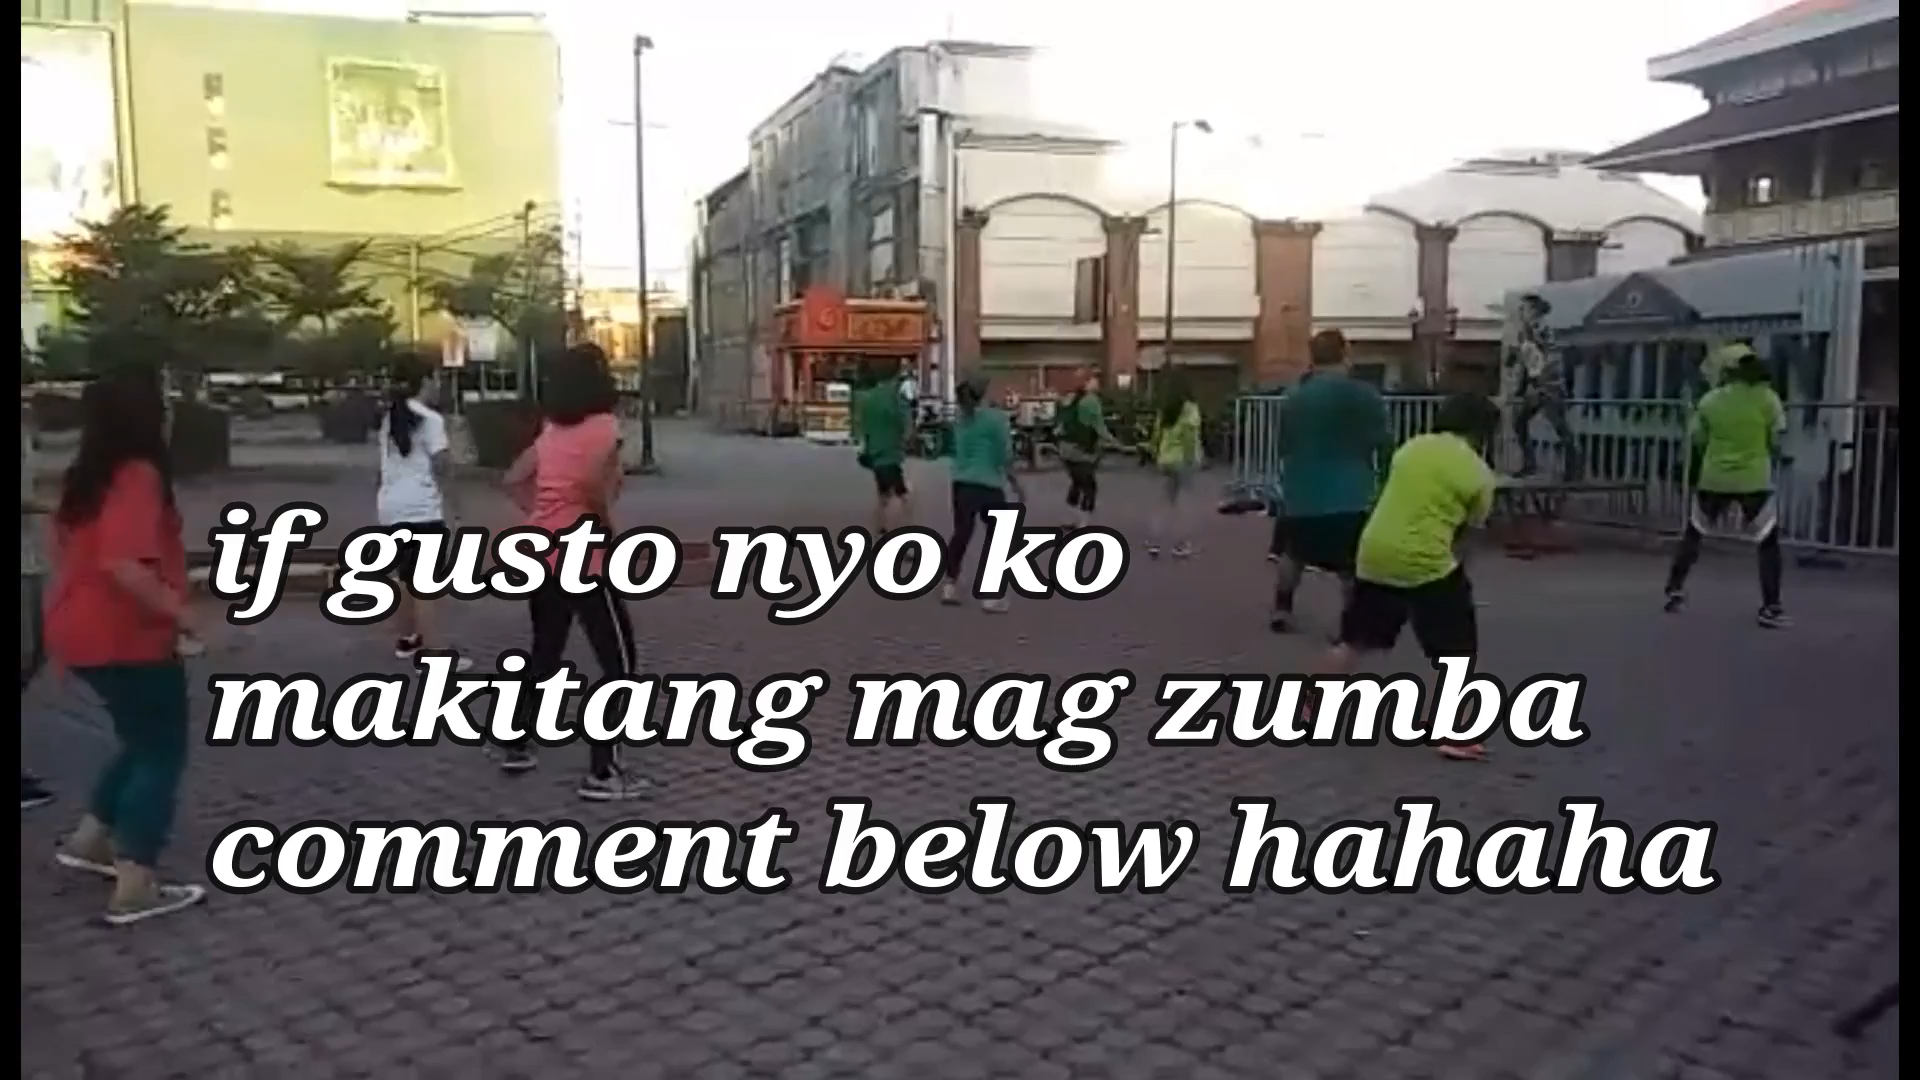 if gusto nyo ko
makitang mag zumba
comment below hahaha